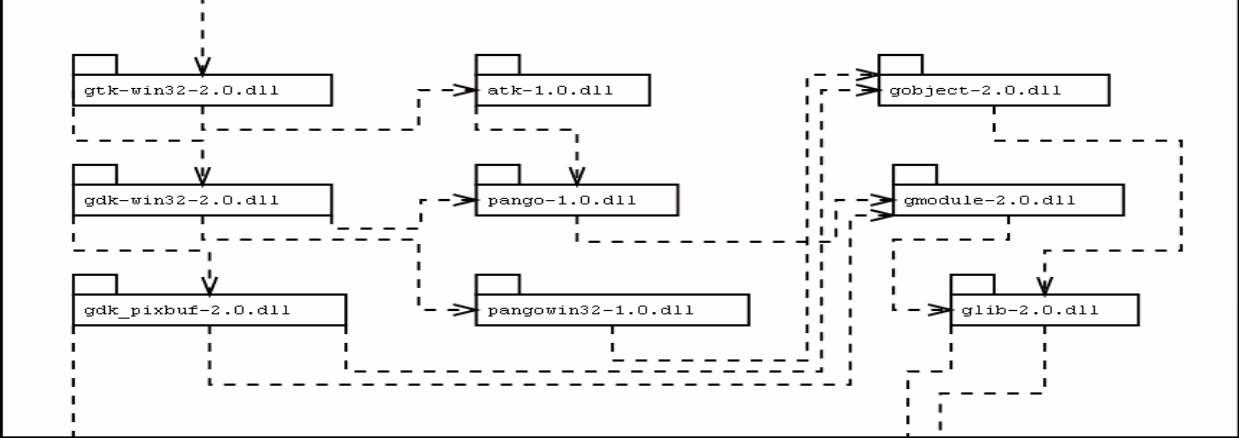 gtk-win32-2.0.dll
atk-1.0.dll
gobject-2.0.dll
gdk-win32-2.0.dll
pango-1.0.dll
gmodule-2.0.dll
gdk_pixbuf-2.0.dll
pangowin32-1.0.dll
glib-2.0.dll